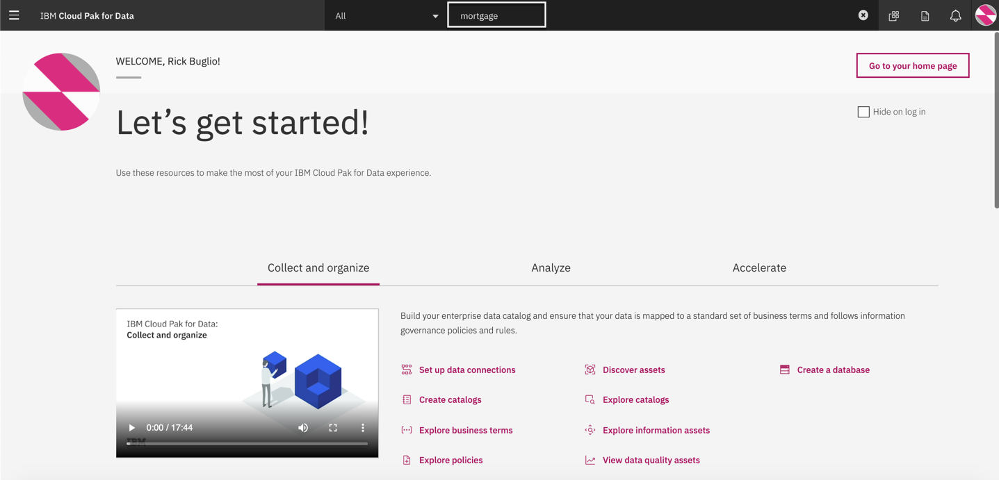 IBM Cloud Pak for Data
All
mortgage
WELCOME, Rick Buglio!
Go to your home page
Let's get started!
Hide on log in
Use these resources to make the most of your IBM Cloud Pak for Data experience.
Collect and organize
Analyze
Accelerate
IBM Cloud Pak for Data:
Collect and organize
0:00 / 17:44
IBM
Build your enterprise data catalog and ensure that your data is mapped to a standard set of business terms and follows information
governance policies and rules.
Set up data connections
Discover assets
Create a database
Create catalogs
Explore catalogs
Explore business terms
Explore information assets
Explore policies
View data quality assets